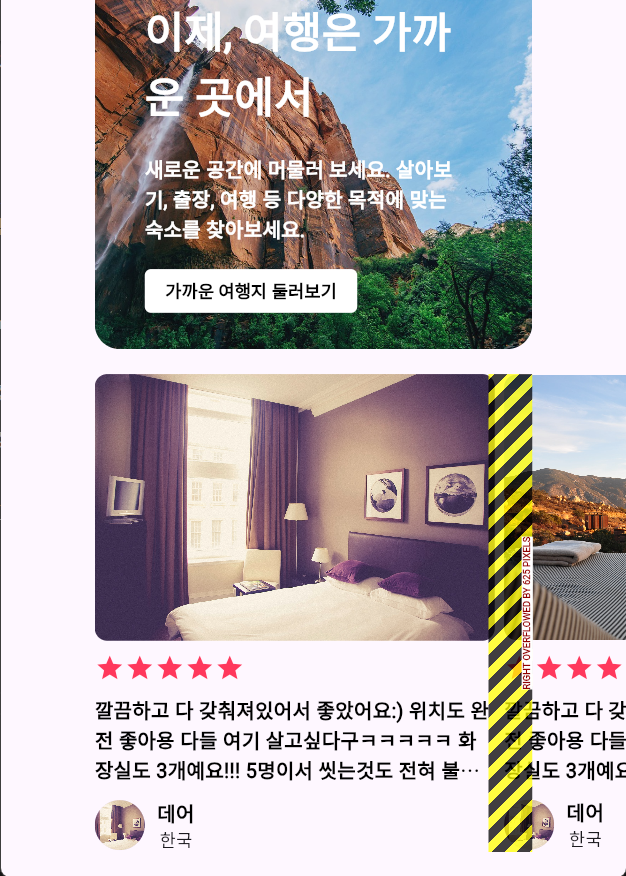 이제, 여행은 가까
운 곳에서
새로운 공간에 머물러 보세요. 살아보
기, 출장, 여행 등 다양한 목적에 맞는
숙소를 찾아보세요.
가까운 여행지 둘러보기
RIGHT OVERFLOWED BY 625 PIXELS
깔끔하고 다 갖춰져있어서 좋았어요:) 위치도 완
전 좋아용 다들 여기 살고싶다구ㅋㅋㅋㅋㅋ 화
장실도 3개예요!!! 5명이서 씻는것도 전혀 불…
데어
한국
깔끔하고 다 갖
전 좋아용 다들
장실도 3개예요
데어
한국